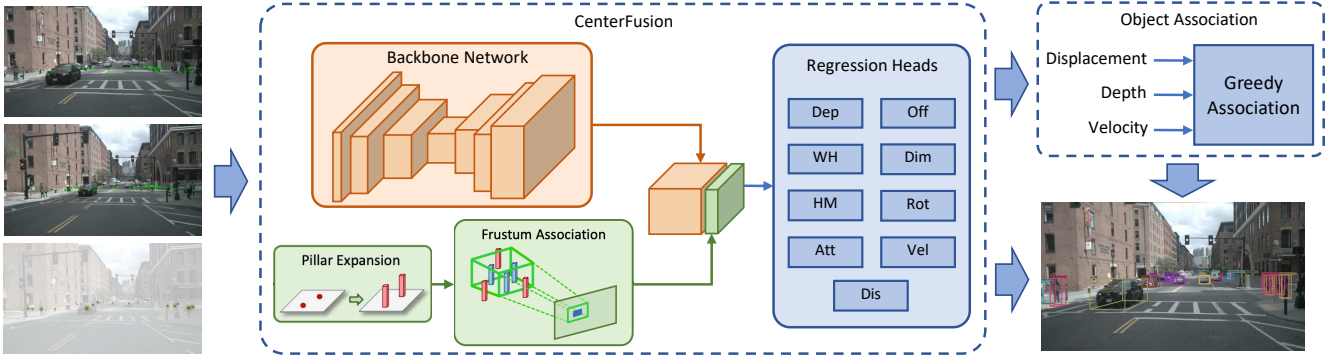 CenterFusion
Backbone Network
Pillar Expansion
Frustum Association
Regression Heads
Dep
Off
WH
Dim
HM
Rot
Att
Vel
Dis
Object Association
Displacement
Depth
Velocity
Greedy
Association